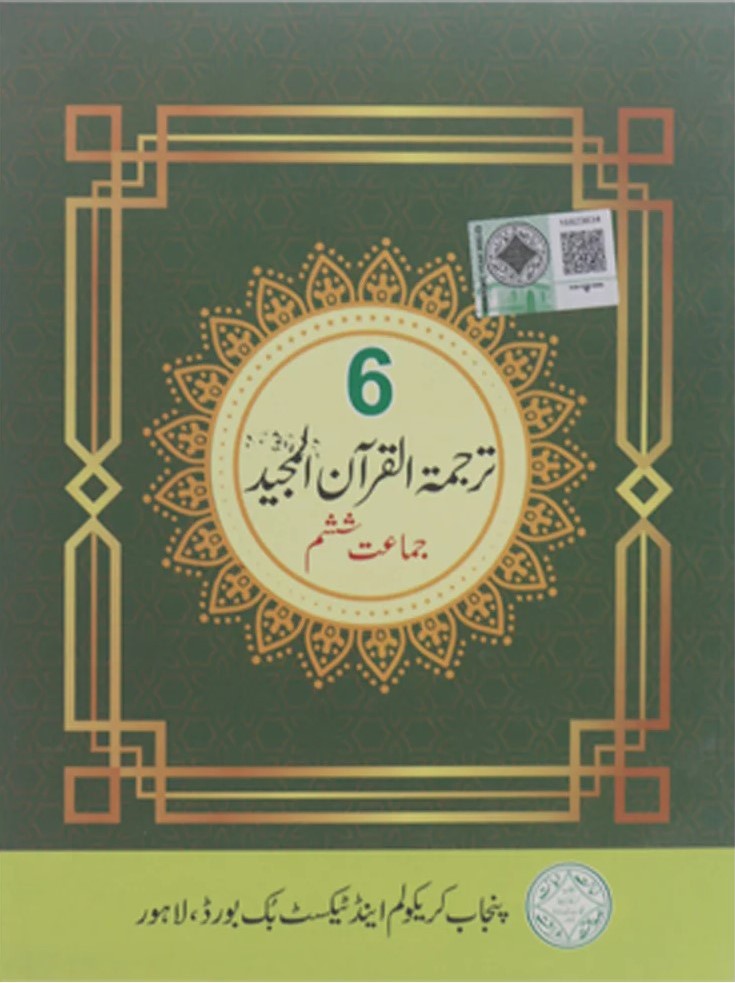 6
ترجمۃ القرآن المجید
جماعت ششم
پنجاب کریکولم اینڈ ٹیکسٹ بک بورڈ، لاہور